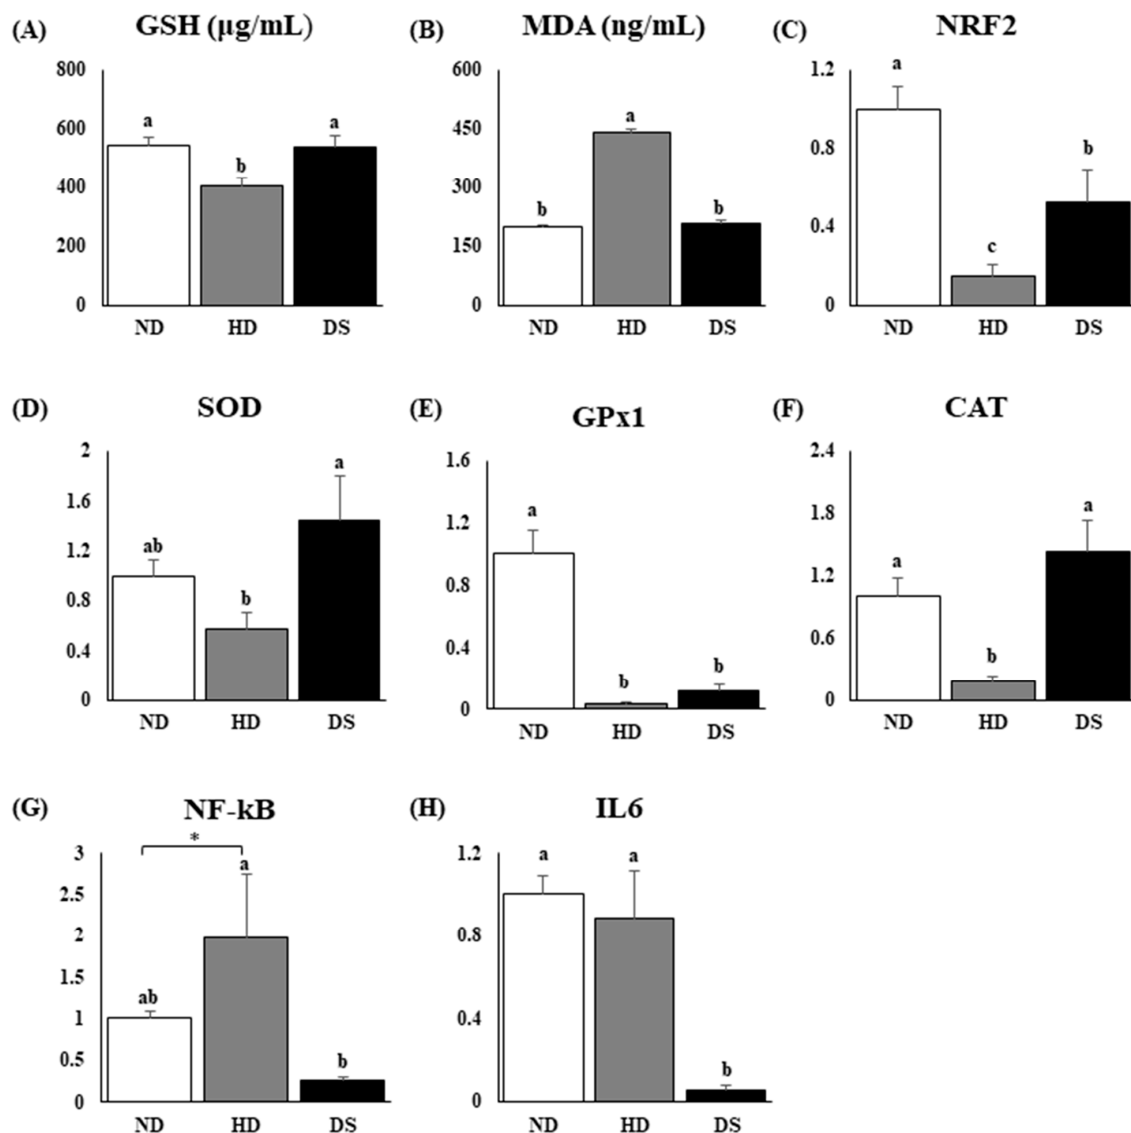 (A) GSH (µg/mL)
800
600
400
200
0
a
b
a
ND HD DS
(B) MDA (ng/mL)
600
450
300
150
0
b
a
b
ND HD DS
(C) NRF2
1.2
0.8
0.4
0
a
c
b
ND HD DS
(D) SOD
2
1.6
1.2
0.8
0.4
0
ab
b
a
ND HD DS
(E) GPx1
1.6
1.2
0.8
0.4
0
a
b
b
ND HD DS
(F) CAT
2.4
1.8
1.2
0.6
0
a
b
a
ND HD DS
(G) NF-kB
3
2.5
2
1.5
1
0.5
0
*
ab
a
b
ND HD DS
(H) IL6
1.2
0.8
0.4
0
a
a
b
ND HD DS